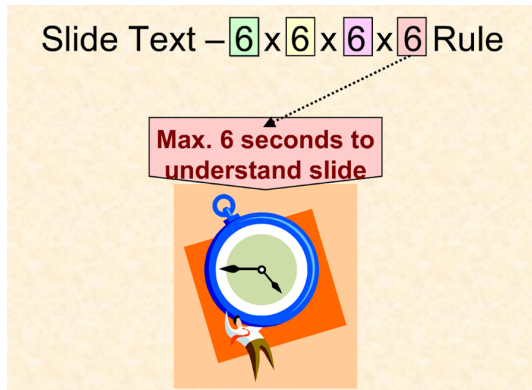 Slide Text – 6 x 6 x 6 x 6 Rule
Max. 6 seconds to
understand slide